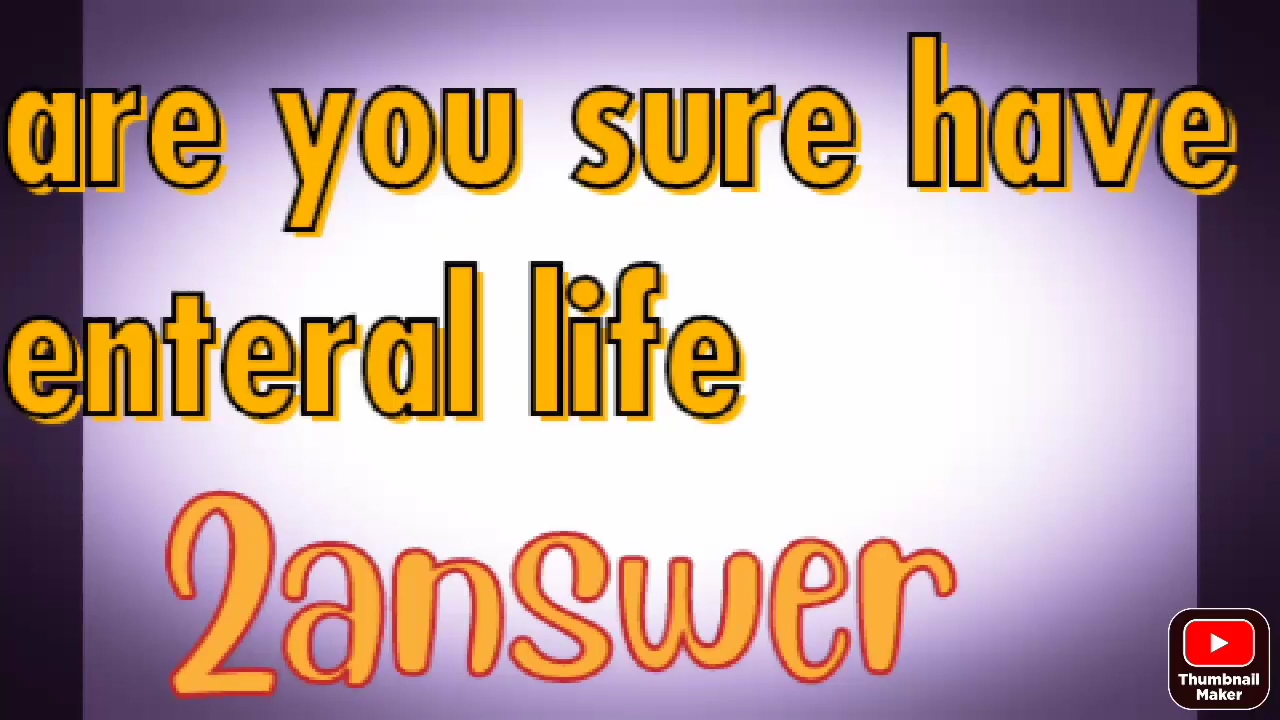 are you sure have
enteral life
2answer
Thumbnail
Maker